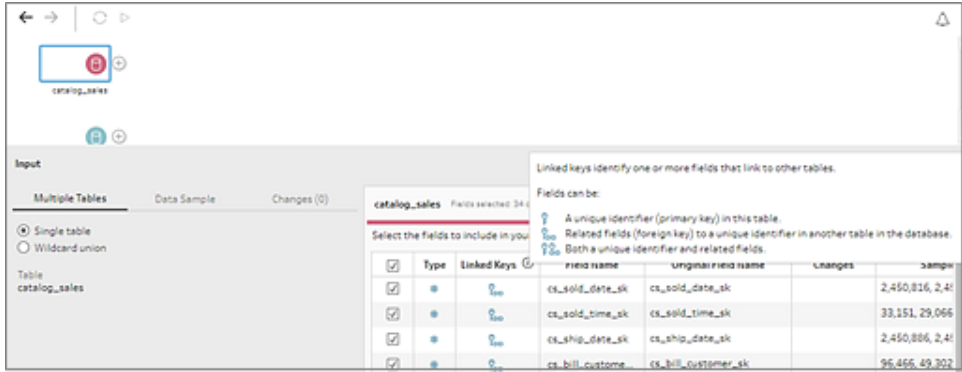 catalog_sales
Input
Multiple Tables Data Sample Changes (0)
Single table
Wildcard union
Table
catalog_sales
catalog_sales Fields selected: 34
Select the fields to include in your
Linked keys identify one or more fields that link to other tables.
Fields can be:
A unique identifier (primary key) in this table.
Related fields (foreign key) to a unique identifier in another table in the database.
Both a unique identifier and related fields.
Type Linked Keys Field Name Original Field Name Changes Sampl
cs_sold_date_sk cs_sold_date_sk 2,450,816, 2,45
cs_sold_time_sk cs_sold_time_sk 33,151, 29,066
cs_ship_date_sk cs_ship_date_sk 2,450,886, 2,45
cs_bill_custome... cs_bill_customer_sk 96,466, 49,302